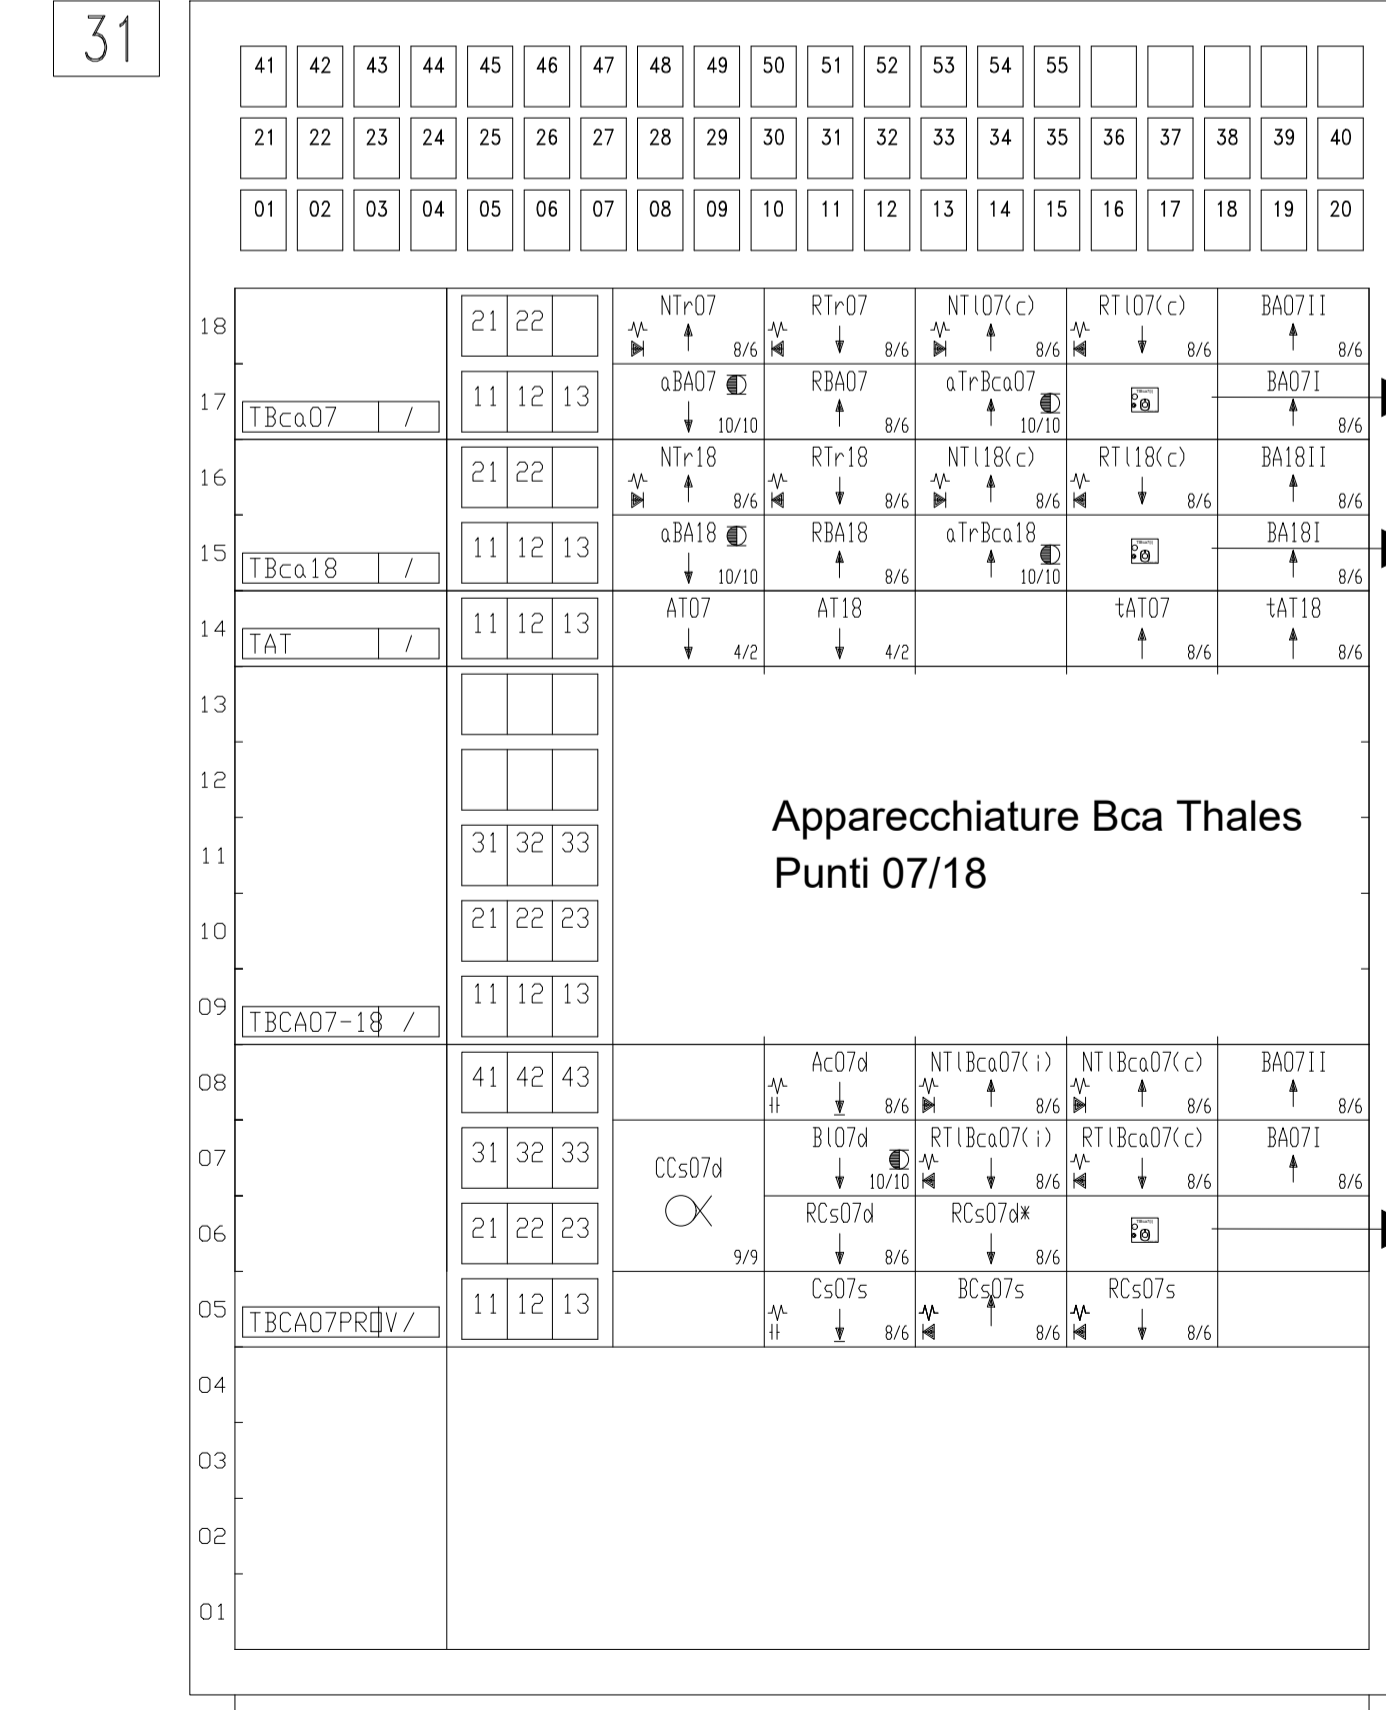 31
41 42 43 44 45 46 47 48 49 50 51 52 53 54 55
21 22 23 24 25 26 27 28 29 30 31 32 33 34 35 36 37 38 39 40
01 02 03 04 05 06 07 08 09 10 11 12 13 14 15 16 17 18 19 20
18 21 22 NTr07 8/6 RTr07 8/6 NTl07(c) 8/6 RTl07(c) 8/6 BA07II 8/6
17 TBca07 / 11 12 13 aBA07 10/10 RBA07 8/6 aTrBca07 10/10 BA07I 8/6
16 21 22 NTr18 8/6 RTr18 8/6 NTl18(c) 8/6 RTl18(c) 8/6 BA18II 8/6
15 TBca18 / 11 12 13 aBA18 10/10 RBA18 8/6 aTrBca18 10/10 BA18I 8/6
14 TAT / 11 12 13 AT07 4/2 AT18 4/2 tAT07 8/6 tAT18 8/6
13
12
Apparecchiature Bca Thales
11 31 32 33
Punti 07/18
10 21 22 23
09 TBCA07-18 / 11 12 13
08 41 42 43 Ac07d 8/6 NTlBca07(i) 8/6 NTlBca07(c) 8/6 BA07II 8/6
07 31 32 33 CCs07d Bl07d 10/10 RTlBca07(i) 8/6 RTlBca07(c) 8/6 BA07I 8/6
06 21 22 23 9/9 RCs07d 8/6 RCs07d* 8/6
05 TBCA07PROV/ 11 12 13 Cs07s 8/6 BCs07s 8/6 RCs07s 8/6
04
03
02
01